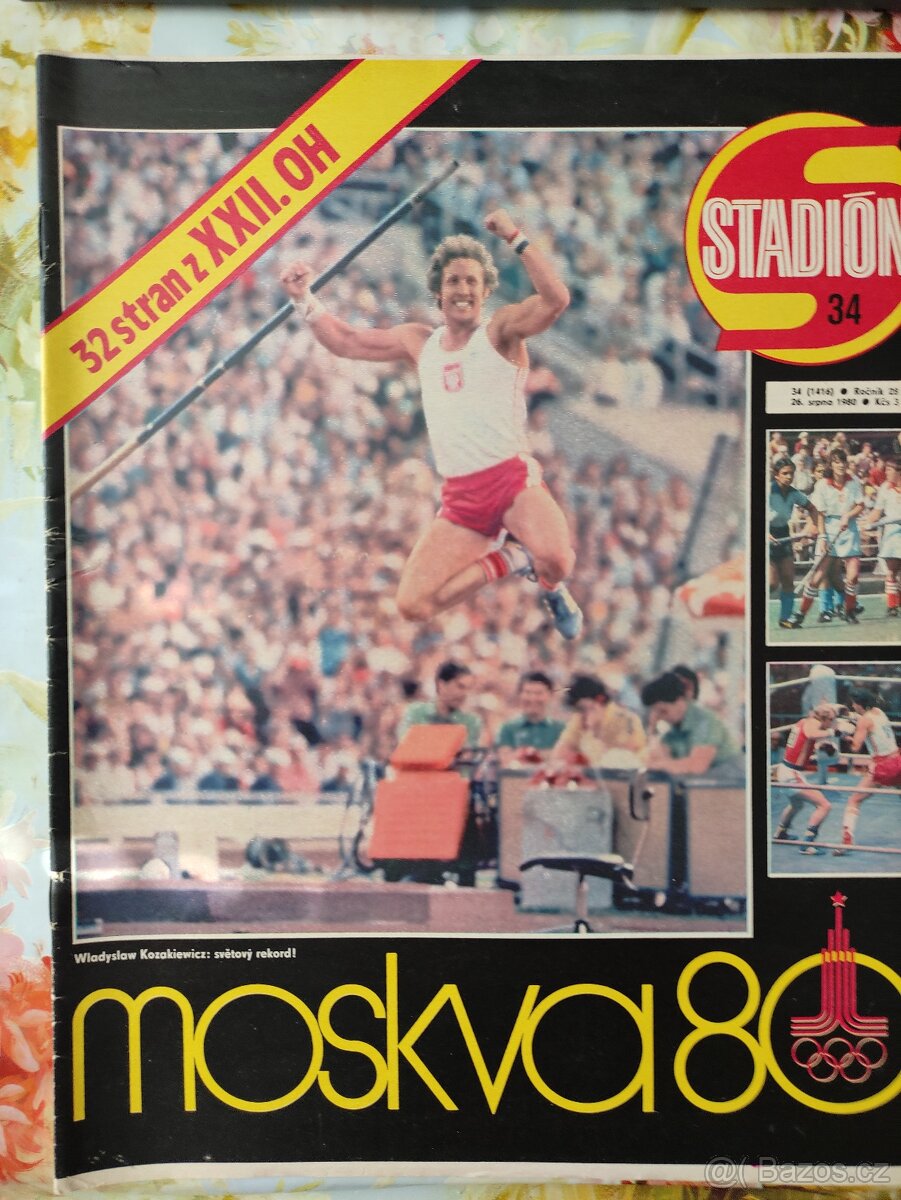 32 stran z XXII. OH
STADIÓN
34
34 (1416) ● Ročník 28
26. srpna 1980 ● Kčs 3
Wladyslaw Kozakiewicz: světový rekord!
moskva 80
@( Bazos.cz